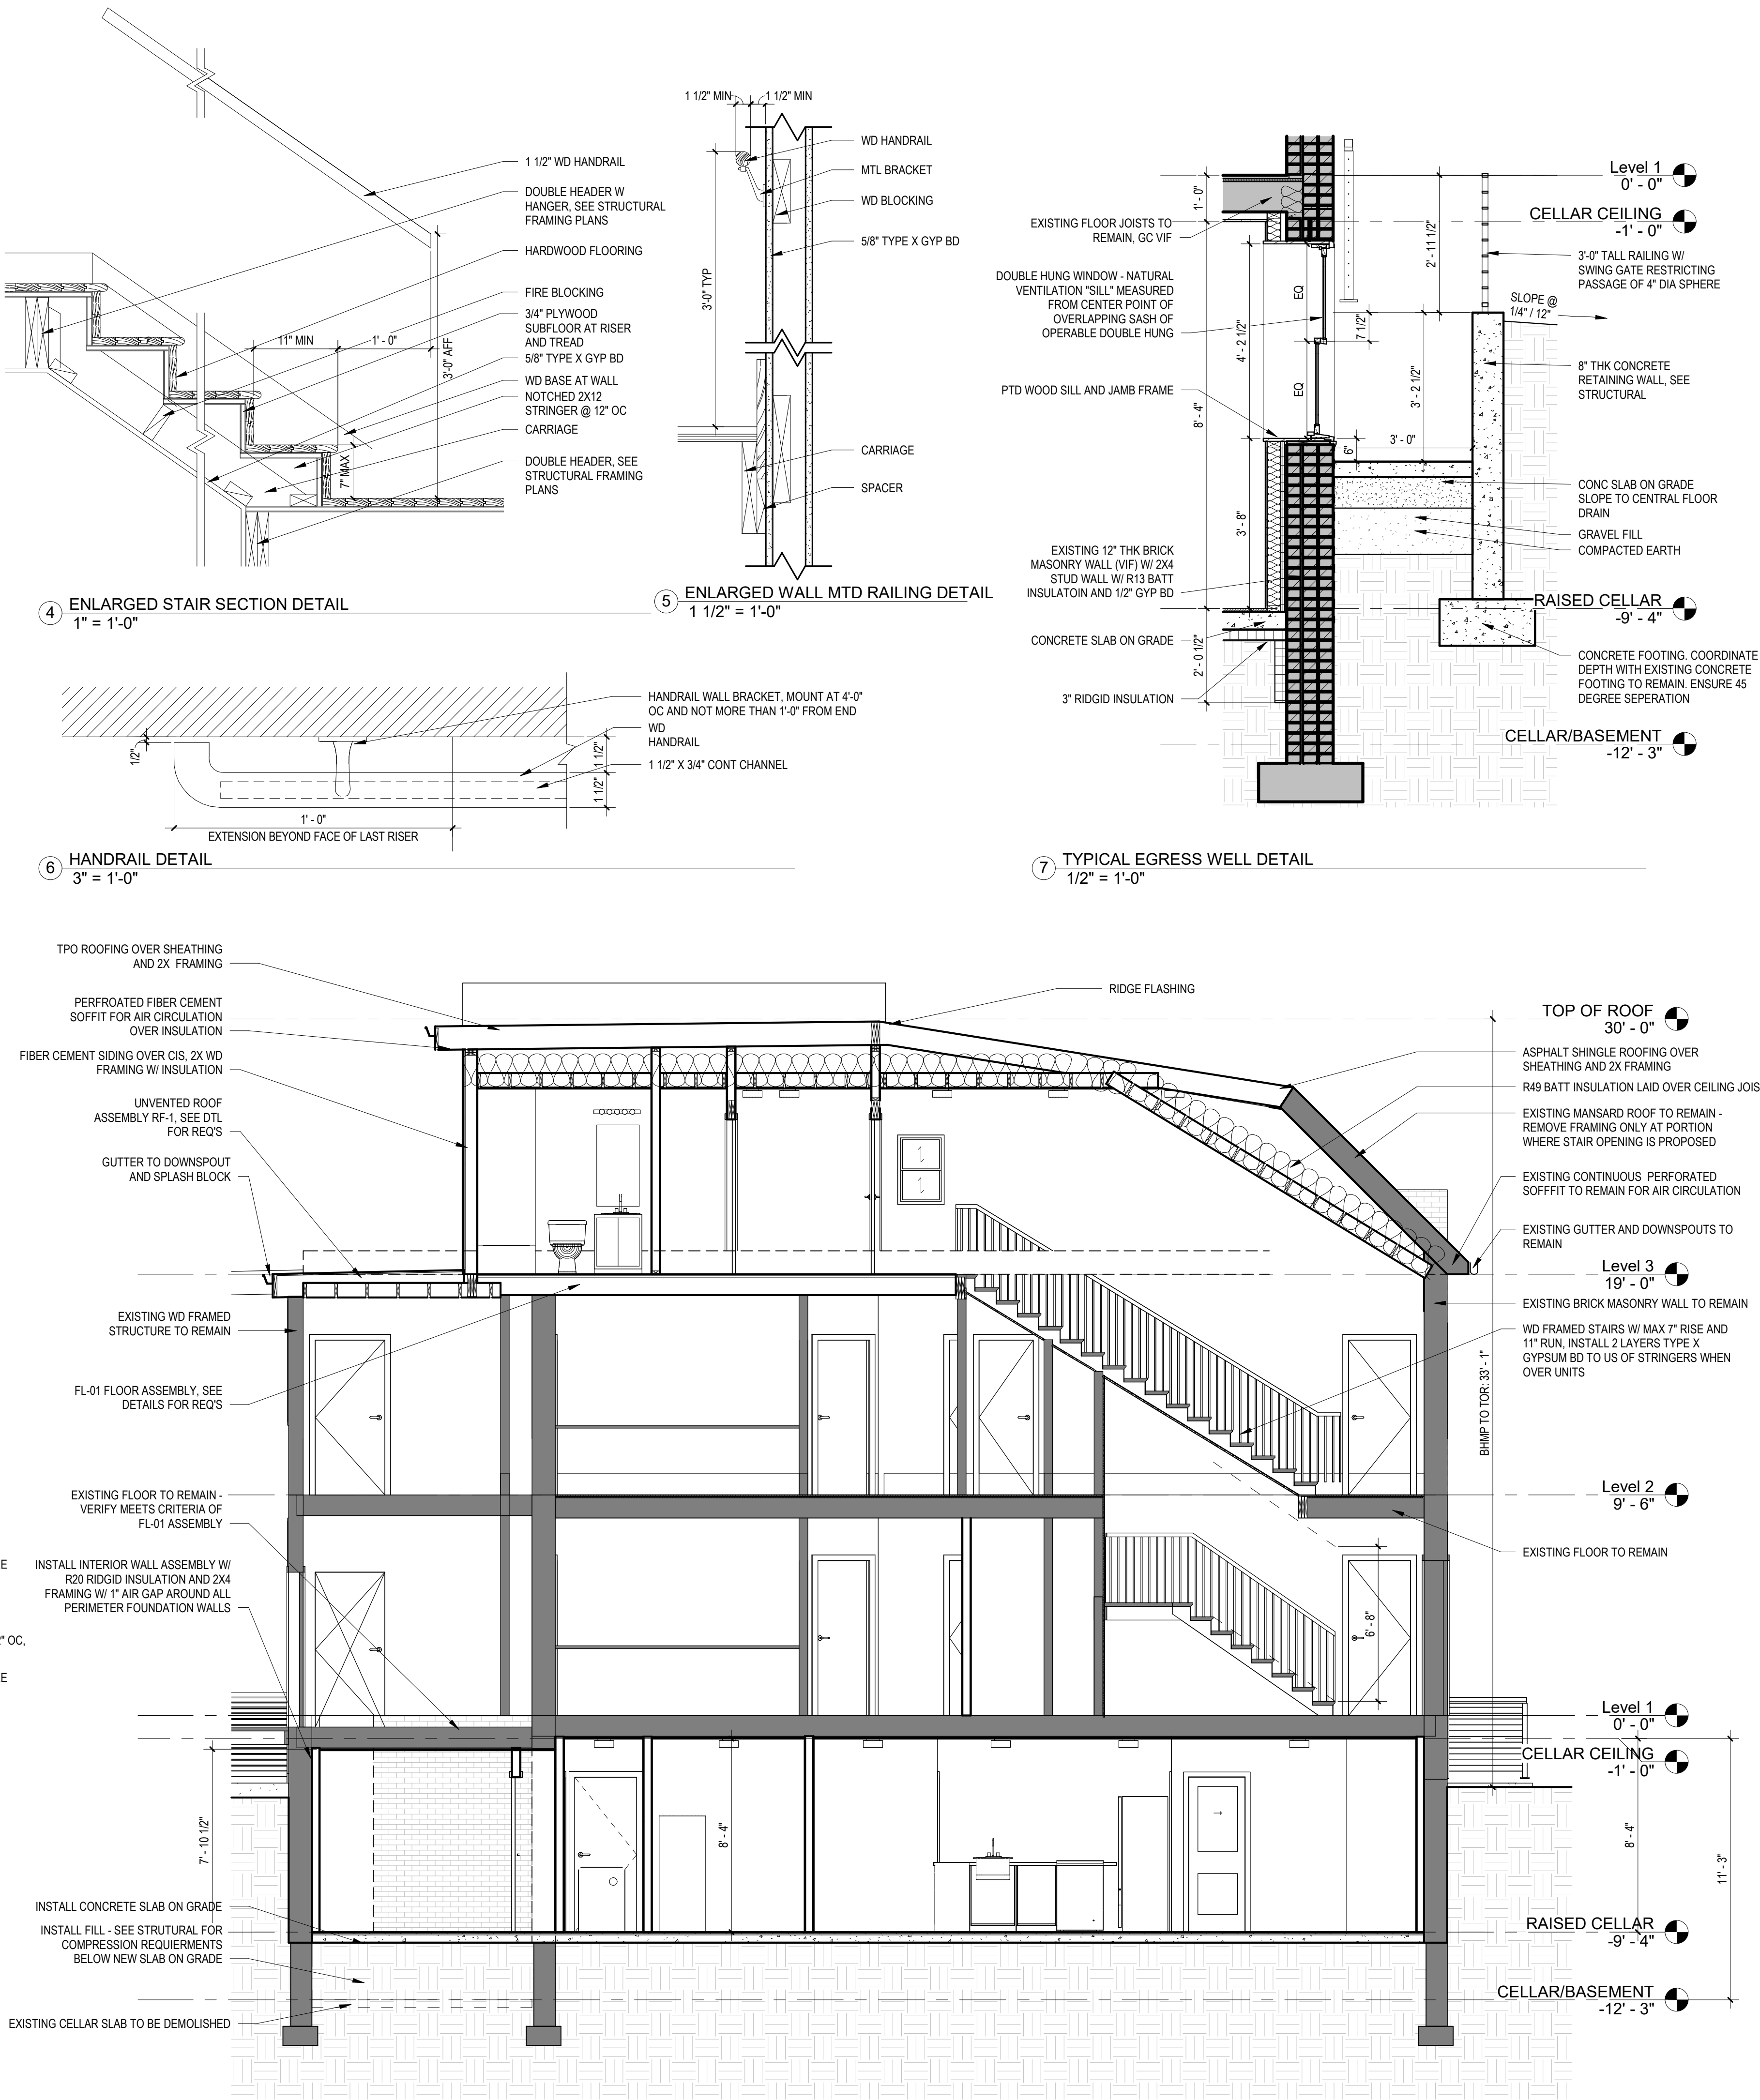 1 1/2" WD HANDRAIL
DOUBLE HEADER W
HANGER, SEE STRUCTURAL
FRAMING PLANS
HARDWOOD FLOORING
FIRE BLOCKING
3/4" PLYWOOD
SUBFLOOR AT RISER
AND TREAD
5/8" TYPE X GYP BD
WD BASE AT WALL
NOTCHED 2X12
STRINGER @ 12" OC
CARRIAGE
DOUBLE HEADER, SEE
STRUCTURAL FRAMING
PLANS
11" MIN
1' - 0"
3'-0" AFF
7" MAX
4
ENLARGED STAIR SECTION DETAIL
1" = 1'-0"
1 1/2" MIN
1 1/2" MIN
WD HANDRAIL
MTL BRACKET
WD BLOCKING
5/8" TYPE X GYP BD
3'-0" TYP
CARRIAGE
SPACER
5
ENLARGED WALL MTD RAILING DETAIL
1 1/2" = 1'-0"
HANDRAIL WALL BRACKET, MOUNT AT 4'-0"
OC AND NOT MORE THAN 1'-0" FROM END
WD
HANDRAIL
1 1/2" X 3/4" CONT CHANNEL
1/2"
1 1/2"
1 1/2"
1' - 0"
EXTENSION BEYOND FACE OF LAST RISER
6
HANDRAIL DETAIL
3" = 1'-0"
EXISTING FLOOR JOISTS TO
REMAIN, GC VIF
DOUBLE HUNG WINDOW - NATURAL
VENTILATION "SILL" MEASURED
FROM CENTER POINT OF
OVERLAPPING SASH OF
OPERABLE DOUBLE HUNG
PTD WOOD SILL AND JAMB FRAME
EXISTING 12" THK BRICK
MASONRY WALL (VIF) W/ 2X4
STUD WALL W/ R13 BATT
INSULATOIN AND 1/2" GYP BD
CONCRETE SLAB ON GRADE
3" RIDGID INSULATION
1' - 0"
8' - 4"
2' - 0 1/2"
4' - 2 1/2"
3' - 8"
EQ
EQ
7 1/2"
2' - 11 1/2"
3' - 2 1/2"
3' - 0"
6"
SLOPE @
1/4" / 12"
Level 1
0' - 0"
CELLAR CEILING
-1' - 0"
3'-0" TALL RAILING W/
SWING GATE RESTRICTING
PASSAGE OF 4" DIA SPHERE
8" THK CONCRETE
RETAINING WALL, SEE
STRUCTURAL
CONC SLAB ON GRADE
SLOPE TO CENTRAL FLOOR
DRAIN
GRAVEL FILL
COMPACTED EARTH
RAISED CELLAR
-9' - 4"
CONCRETE FOOTING. COORDINATE
DEPTH WITH EXISTING CONCRETE
FOOTING TO REMAIN. ENSURE 45
DEGREE SEPERATION
CELLAR/BASEMENT
-12' - 3"
7
TYPICAL EGRESS WELL DETAIL
1/2" = 1'-0"
TPO ROOFING OVER SHEATHING
AND 2X FRAMING
PERFROATED FIBER CEMENT
SOFFIT FOR AIR CIRCULATION
OVER INSULATION
FIBER CEMENT SIDING OVER CIS, 2X WD
FRAMING W/ INSULATION
UNVENTED ROOF
ASSEMBLY RF-1, SEE DTL
FOR REQ'S
GUTTER TO DOWNSPOUT
AND SPLASH BLOCK
EXISTING WD FRAMED
STRUCTURE TO REMAIN
FL-01 FLOOR ASSEMBLY, SEE
DETAILS FOR REQ'S
EXISTING FLOOR TO REMAIN -
VERIFY MEETS CRITERIA OF
FL-01 ASSEMBLY
E
INSTALL INTERIOR WALL ASSEMBLY W/
R20 RIDGID INSULATION AND 2X4
FRAMING W/ 1" AIR GAP AROUND ALL
PERIMETER FOUNDATION WALLS
" OC,
E
7' - 10 1/2"
INSTALL CONCRETE SLAB ON GRADE
INSTALL FILL - SEE STRUTURAL FOR
COMPRESSION REQUIERMENTS
BELOW NEW SLAB ON GRADE
EXISTING CELLAR SLAB TO BE DEMOLISHED
8' - 4"
6' - 8"
RIDGE FLASHING
TOP OF ROOF
30' - 0"
ASPHALT SHINGLE ROOFING OVER
SHEATHING AND 2X FRAMING
R49 BATT INSULATION LAID OVER CEILING JOIS
EXISTING MANSARD ROOF TO REMAIN -
REMOVE FRAMING ONLY AT PORTION
WHERE STAIR OPENING IS PROPOSED
EXISTING CONTINUOUS PERFORATED
SOFFFIT TO REMAIN FOR AIR CIRCULATION
EXISTING GUTTER AND DOWNSPOUTS TO
REMAIN
Level 3
19' - 0"
EXISTING BRICK MASONRY WALL TO REMAIN
WD FRAMED STAIRS W/ MAX 7" RISE AND
11" RUN, INSTALL 2 LAYERS TYPE X
GYPSUM BD TO US OF STRINGERS WHEN
OVER UNITS
BHMP TO TOR: 33' - 1"
Level 2
9' - 6"
EXISTING FLOOR TO REMAIN
Level 1
0' - 0"
CELLAR CEILING
-1' - 0"
8' - 4"
11' - 3"
RAISED CELLAR
-9' - 4"
CELLAR/BASEMENT
-12' - 3"